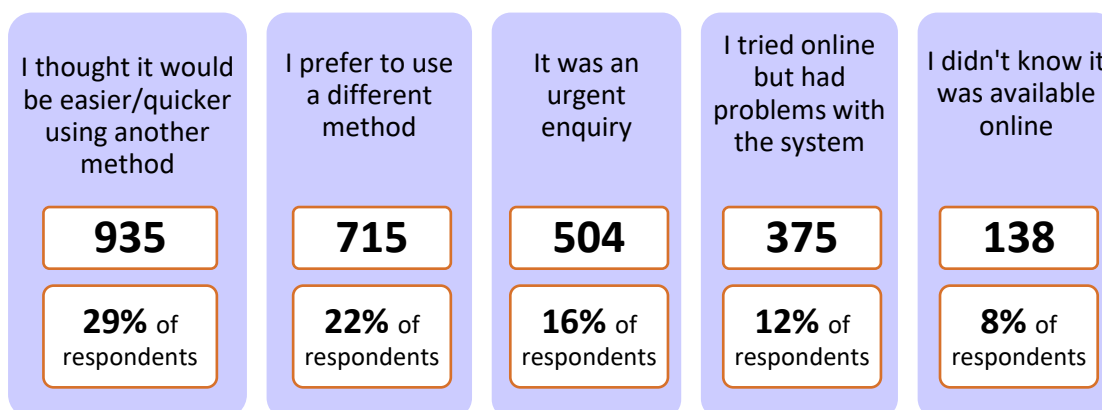 I thought it would
be easier/quicker
using another
method
935
29% of
respondents
I prefer to use
a different
method
715
22% of
respondents
It was an
urgent
enquiry
504
16% of
respondents
I tried online
but had
problems with
the system
375
12% of
respondents
I didn't know it
was available
online
138
8% of
respondents